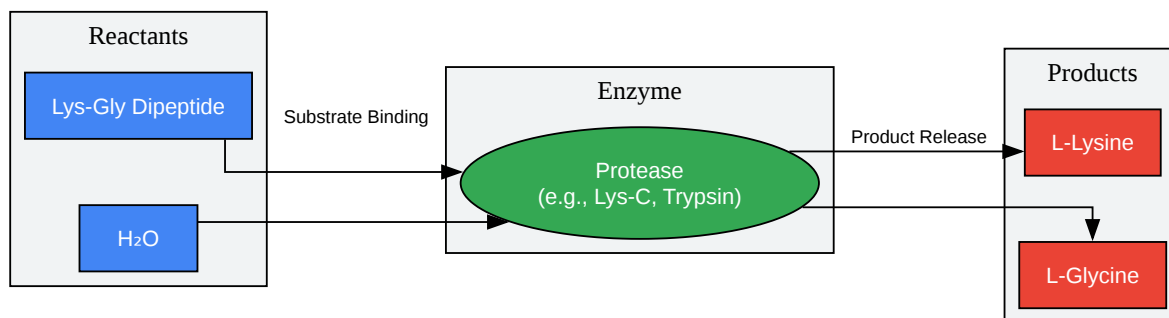 Reactants
Lys-Gly Dipeptide
H₂O
Substrate Binding
Enzyme
Protease
(e.g., Lys-C, Trypsin)
Product Release
Products
L-Lysine
L-Glycine